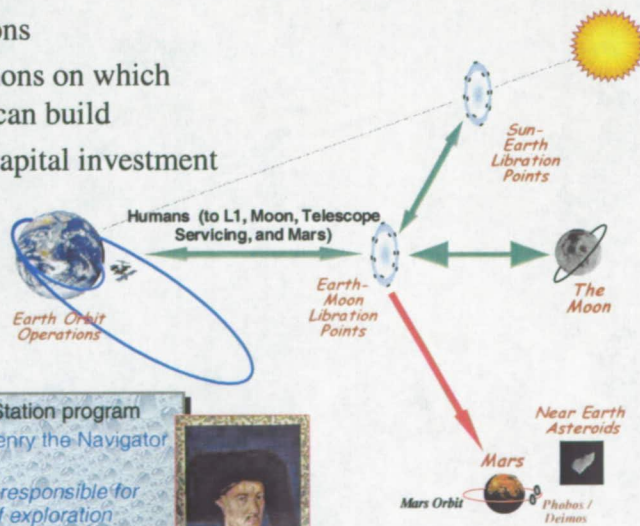 ons
ons on which
can build
apital investment
Sun-
Earth
Libration
Points
Humans (to L1, Moon, Telescope
Servicing, and Mars)
Earth-
Moon
Libration
Points
The
Moon
Earth Orbit
Operations
Station program
enry the Navigator
responsible for
f exploration
Near Earth
Asteroids
Mars
Mars Orbit
Phobos /
Deimos